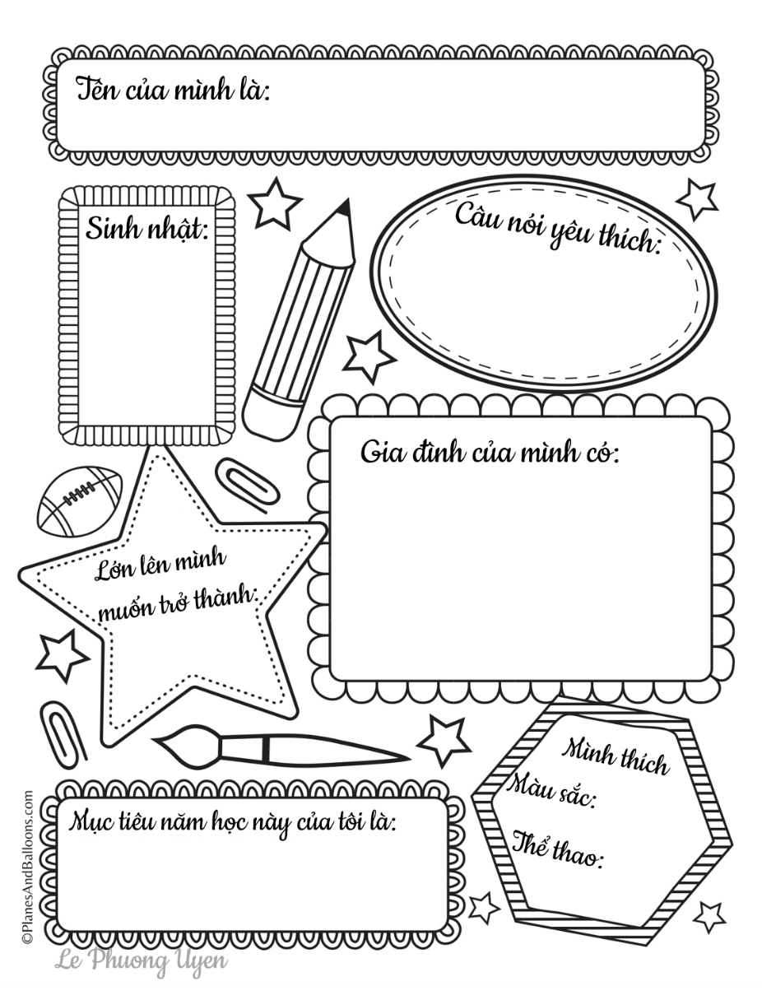 Tên của mình là:
Sinh nhật:
Câu nói yêu thích:
Gia đình của mình có:
Lớn lên mình
muốn trở thành:
Mình thích
Màu sắc:
Thể thao:
Mục tiêu năm học này của tôi là:
©PlanesAndBalloons.com
Le Phuong Uyen